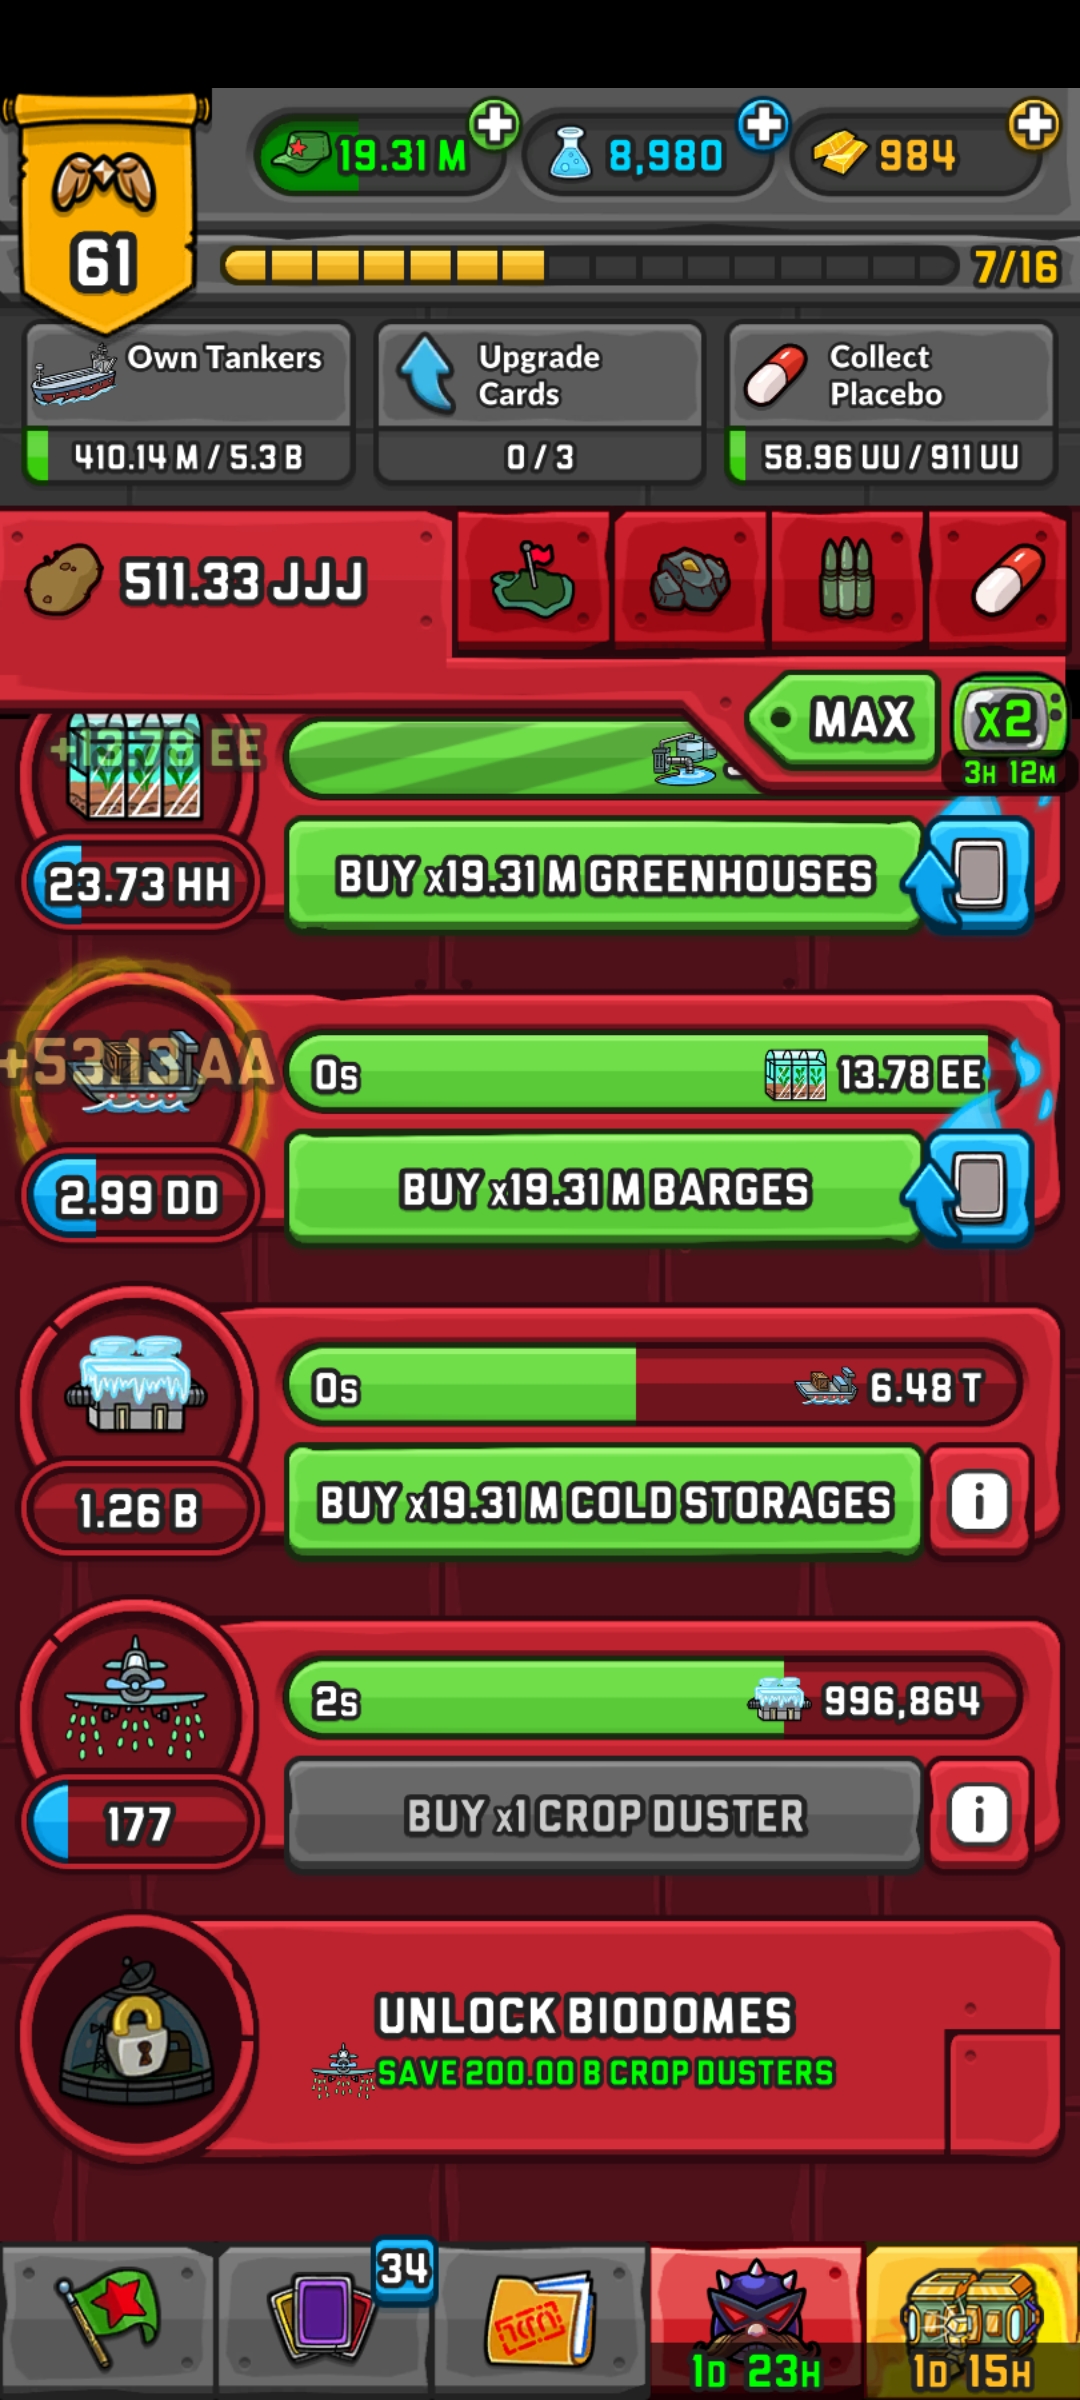 19.31 M
8,980
984
61
7/16
Own Tankers
410.14 M / 5.3 B
Upgrade
Cards
0 / 3
Collect
Placebo
58.96 UU / 911 UU
511.33 JJJ
MAX
x2
3H 12M
+13.78 EE
23.73 HH
BUY x19.31 M GREENHOUSES
+53.13 AA
0s
13.78 EE
2.99 DD
BUY x19.31 M BARGES
0s
6.48 T
1.26 B
BUY x19.31 M COLD STORAGES
i
2s
996,864
177
BUY x1 CROP DUSTER
i
UNLOCK BIODOMES
SAVE 200.00 B CROP DUSTERS
34
1D 23H
1D 15H